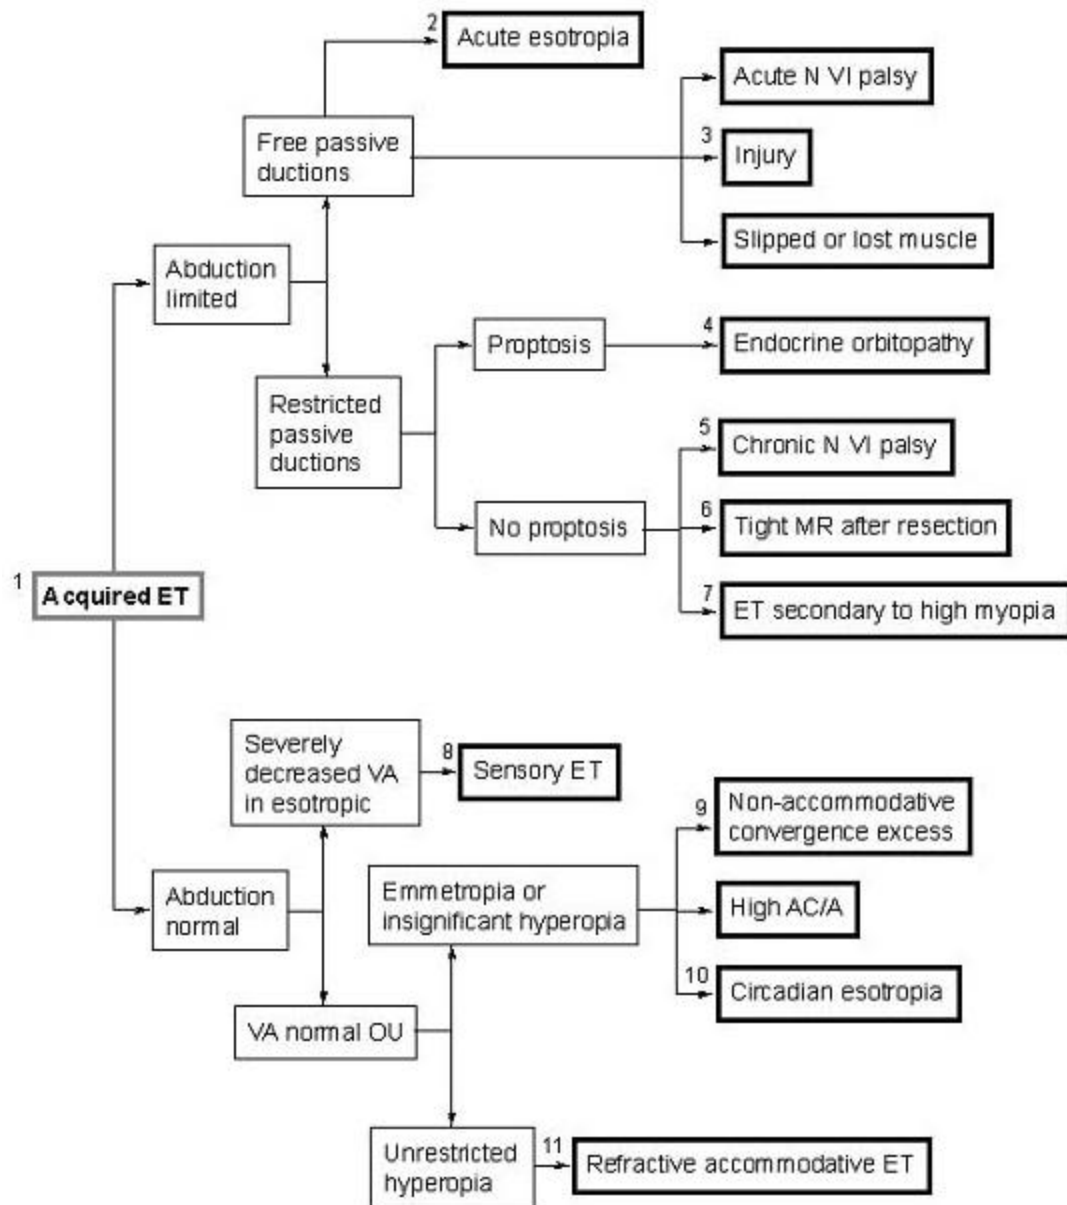 2
Acute esotropia
Acute N VI palsy
Free passive
ductions
3
Injury
Slipped or lost muscle
Abduction
limited
Proptosis
4
Endocrine orbitopathy
Restricted
passive
ductions
5
Chronic N VI palsy
No proptosis
6
Tight MR after resection
1
Acquired ET
7
ET secondary to high myopia
Severely
decreased VA
in esotropic
8
Sensory ET
9
Non-accommodative
convergence excess
Abduction
normal
Emmetropia or
insignificant hyperopia
High AC/A
10
Circadian esotropia
VA normal OU
Unrestricted
hyperopia
11
Refractive accommodative ET